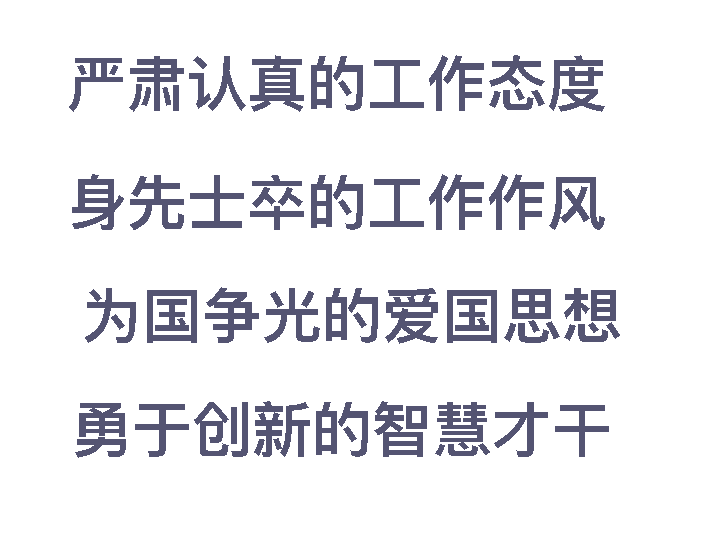 严肃认真的工作态度
身先士卒的工作作风
为国争光的爱国思想
勇于创新的智慧才干